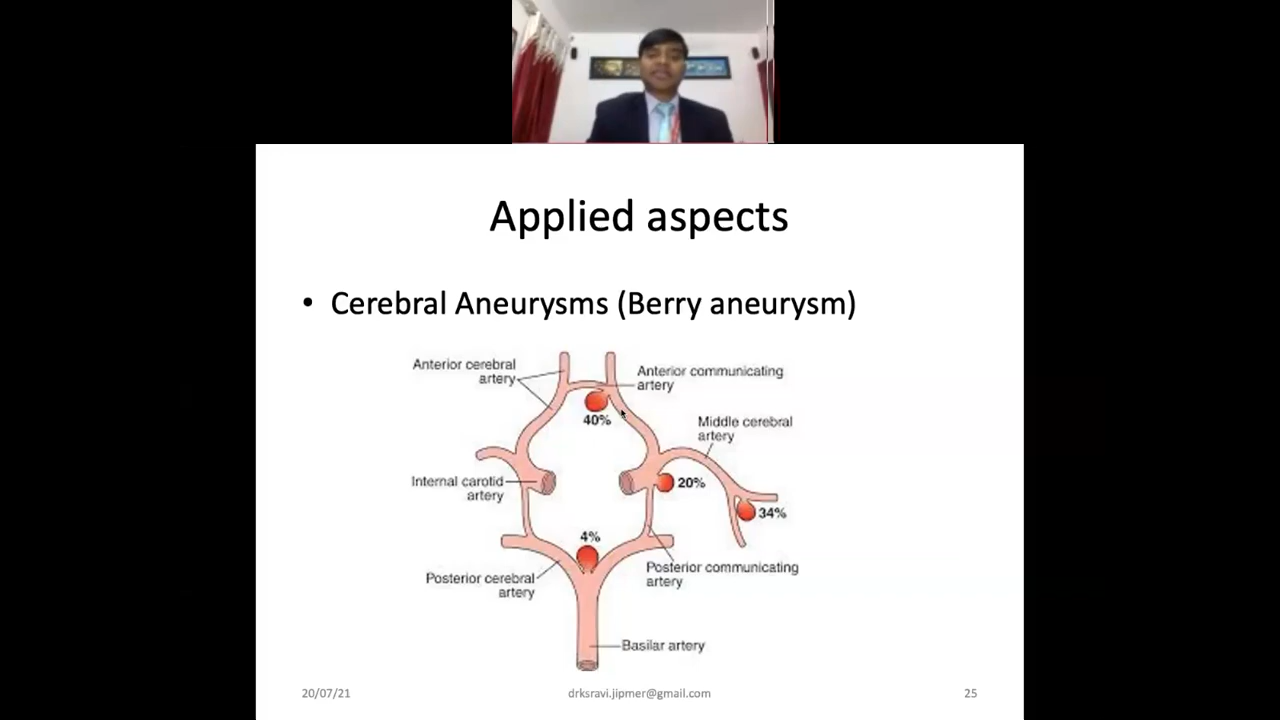 Applied aspects
• Cerebral Aneurysms (Berry aneurysm)
Anterior cerebral
artery
Anterior communicating
artery
40%
Middle cerebral
artery
Internal carotid
artery
20%
34%
4%
Posterior cerebral
artery
Posterior communicating
artery
Basilar artery
20/07/21
drksravi.jipmer@gmail.com
25